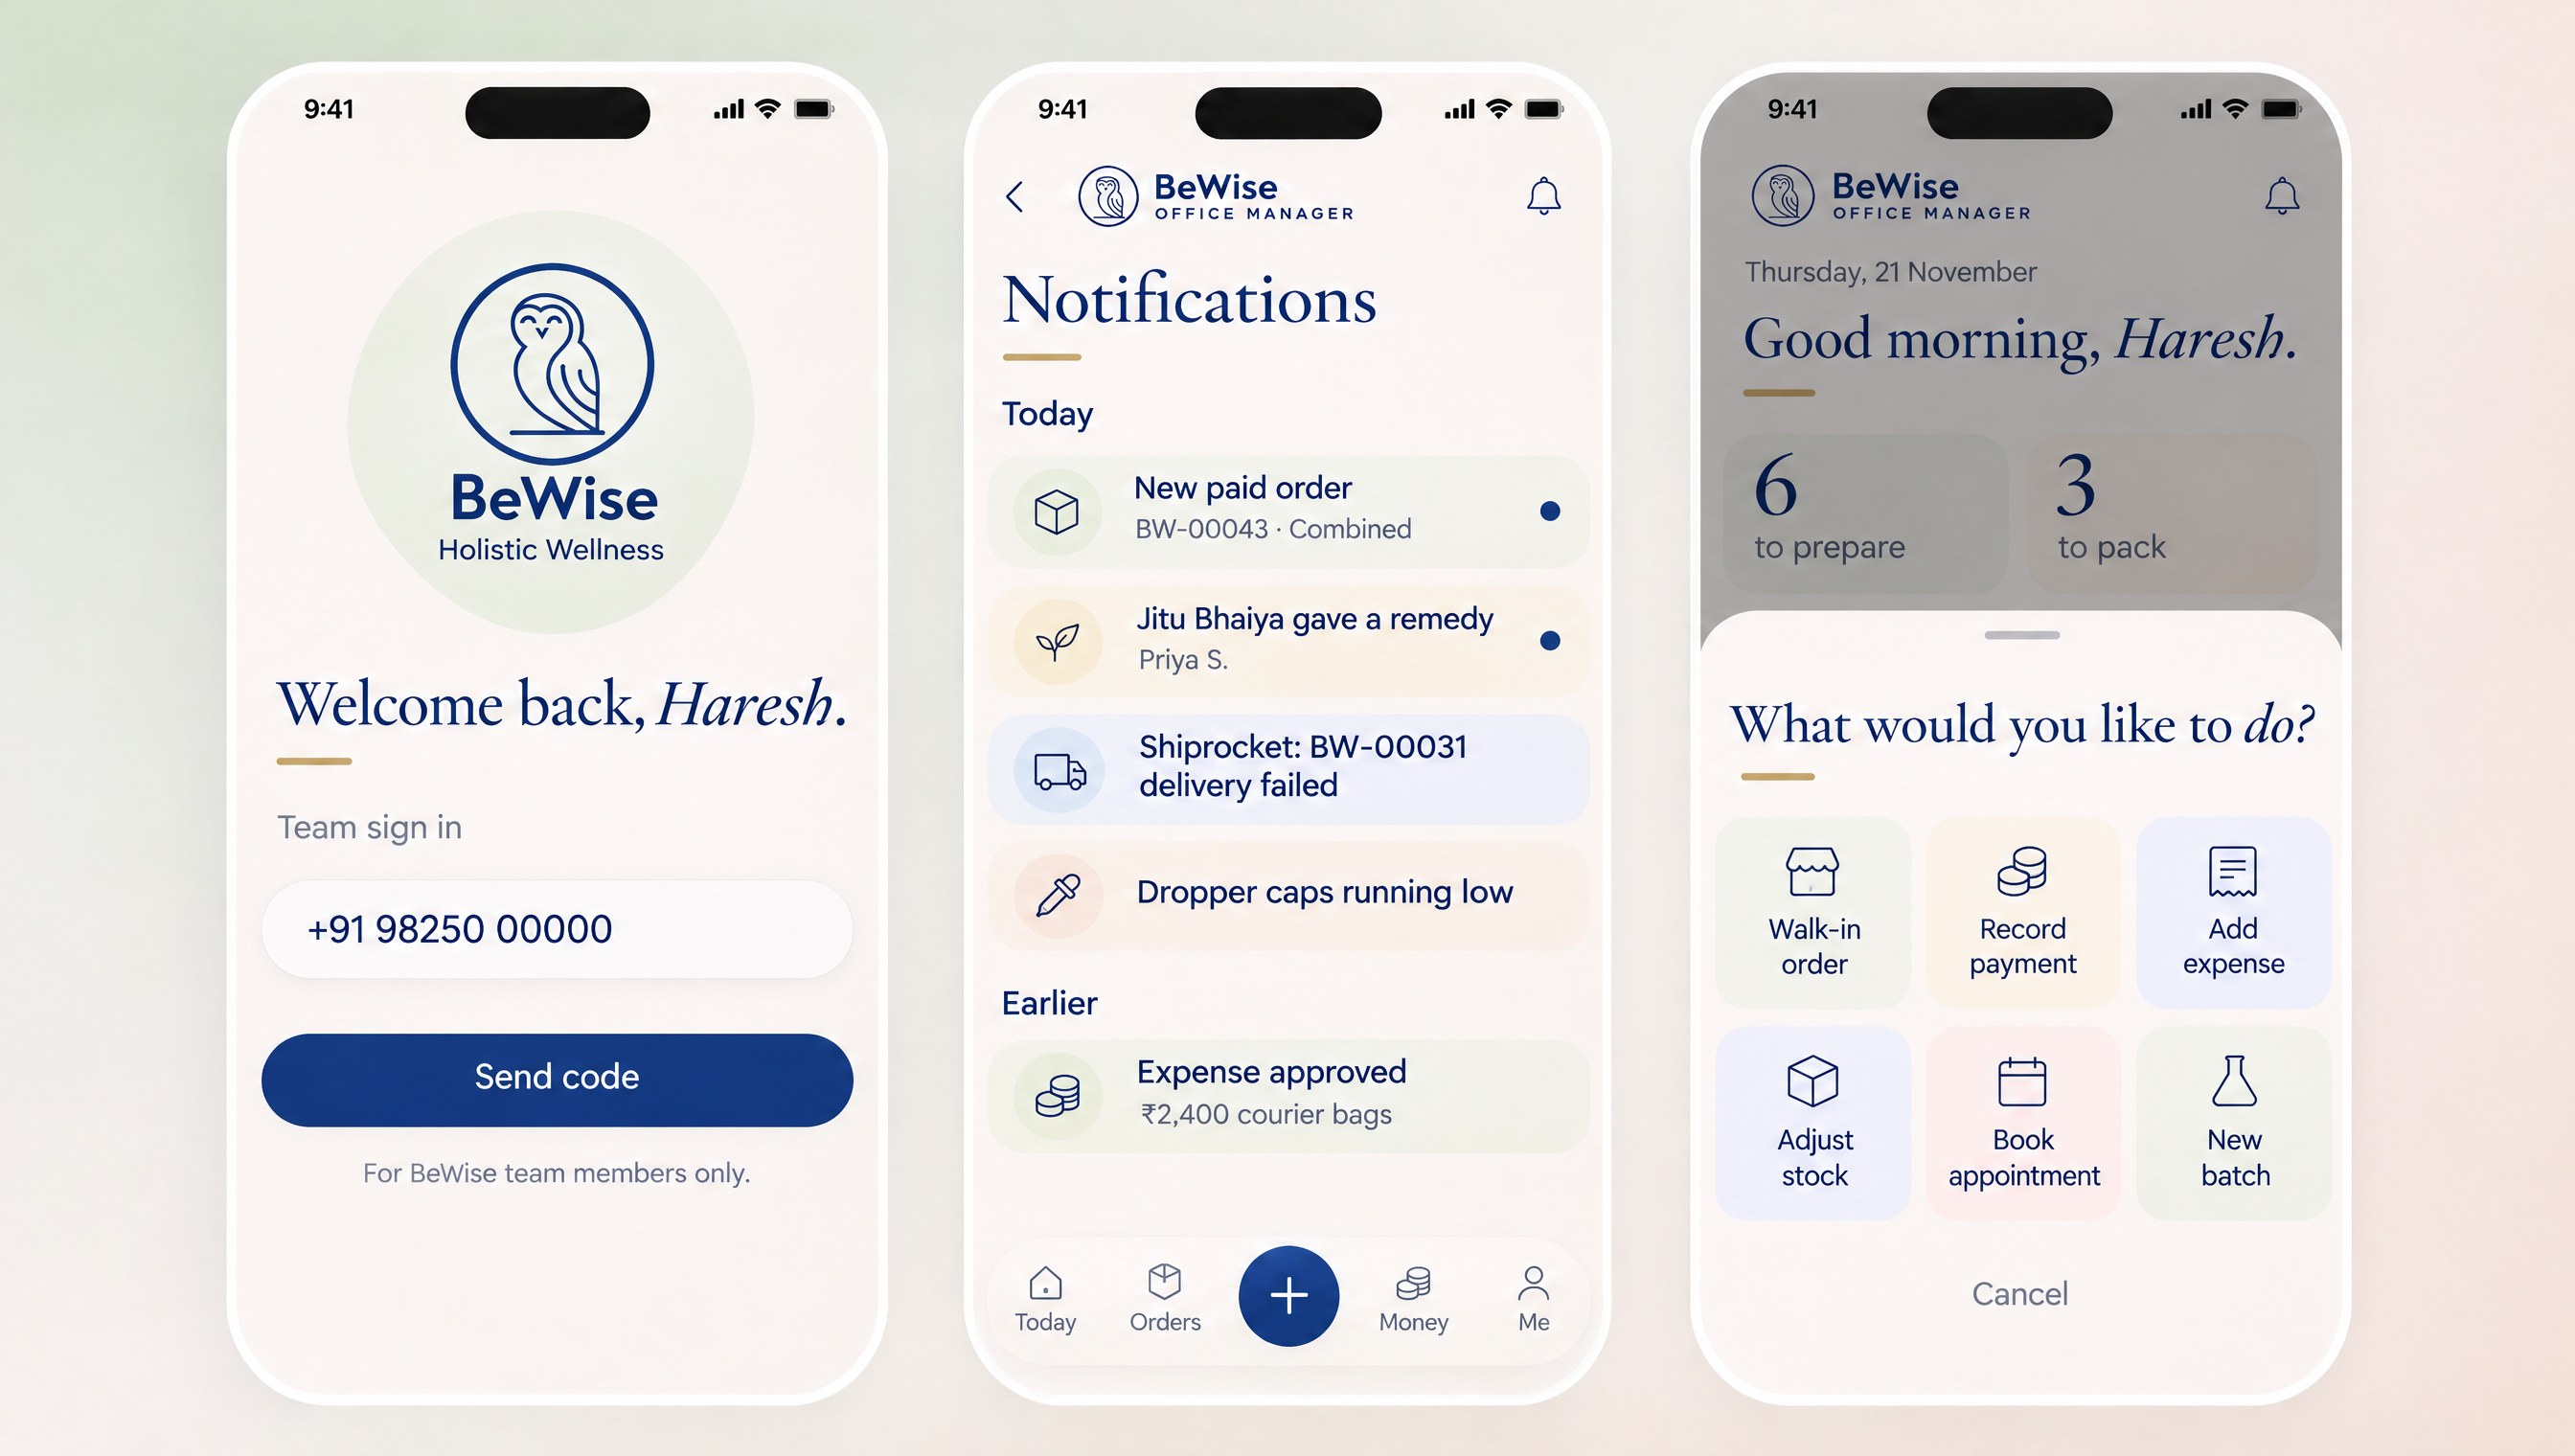 9:41
BeWise
Holistic Wellness
Welcome back, Haresh.
Team sign in
+91 98250 00000
Send code
For BeWise team members only.
9:41
BeWise
OFFICE MANAGER
Notifications
Today
New paid order
BW-00043 · Combined
Jitu Bhaiya gave a remedy
Priya S.
Shiprocket: BW-00031
delivery failed
Dropper caps running low
Earlier
Expense approved
₹2,400 courier bags
Today
Orders
Money
Me
9:41
BeWise
OFFICE MANAGER
Thursday, 21 November
Good morning, Haresh.
6
to prepare
3
to pack
What would you like to do?
Walk-in
order
Record
payment
Add
expense
Adjust
stock
Book
appointment
New
batch
Cancel